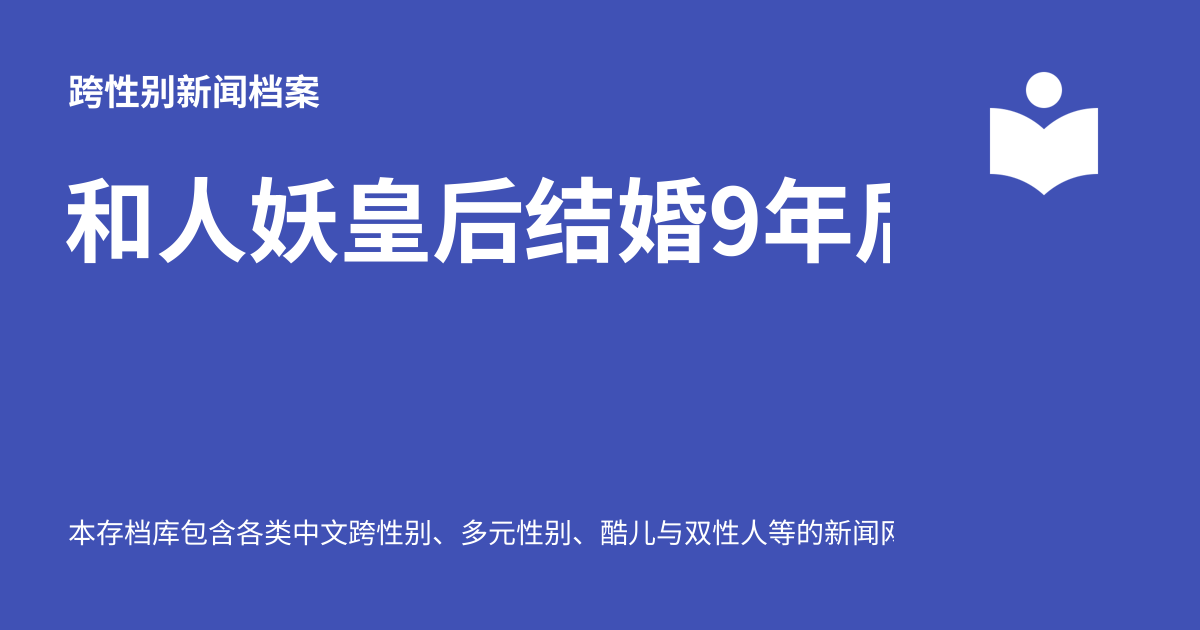 跨性别新闻档案
和人妖皇后结婚9年
本存档库包含各类中文跨性别、多元性别、酷儿与双性人等的新闻